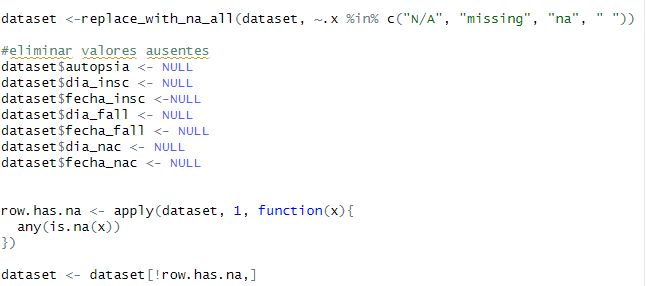 dataset <-replace_with_na_all(dataset, ~.x %in% c("N/A", "missing", "na", " "))
#eliminar valores ausentes
dataset$autopsia <- NULL
dataset$dia_insc <- NULL
dataset$fecha_insc <-NULL
dataset$dia_fall <- NULL
dataset$fecha_fall <- NULL
dataset$dia_nac <- NULL
dataset$fecha_nac <- NULL
row.has.na <- apply(dataset, 1, function(x){
  any(is.na(x))
})
dataset <- dataset[!row.has.na,]